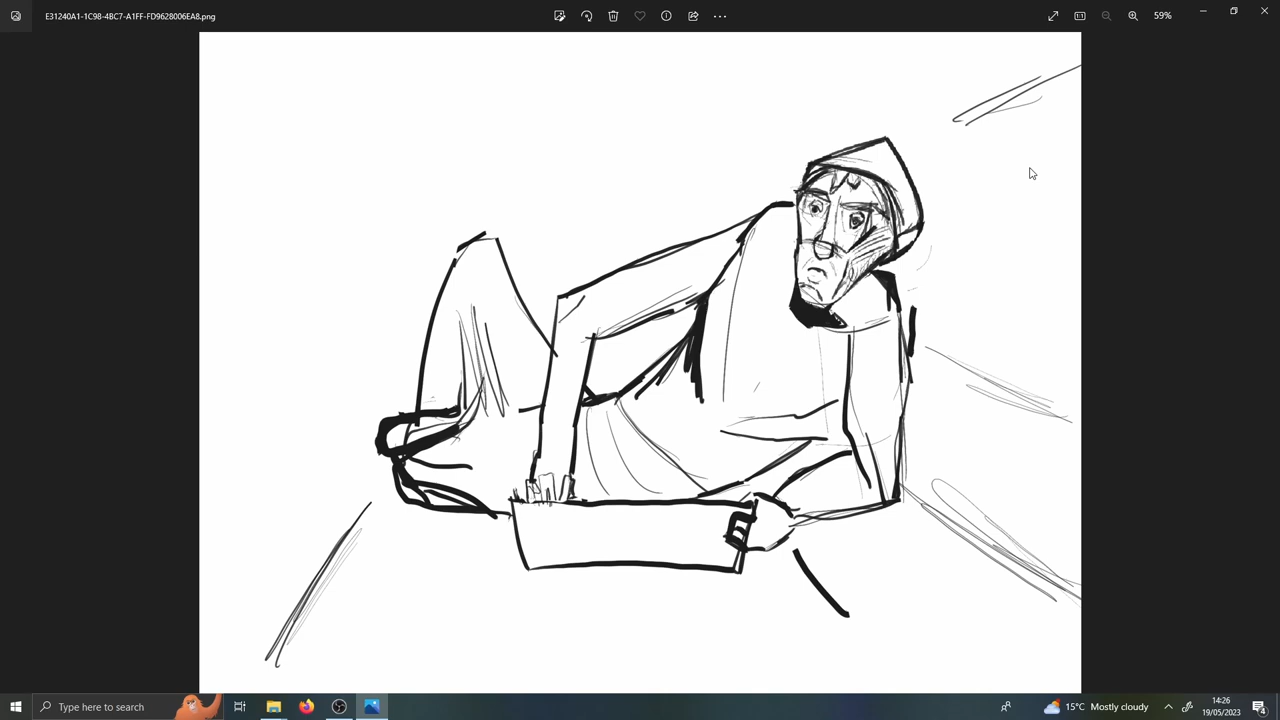 E31240A1-1C98-4BC7-A1FF-FD9628006EA8.png
59%
Type here to search
15°C Mostly cloudy
14:26
19/05/2023
4